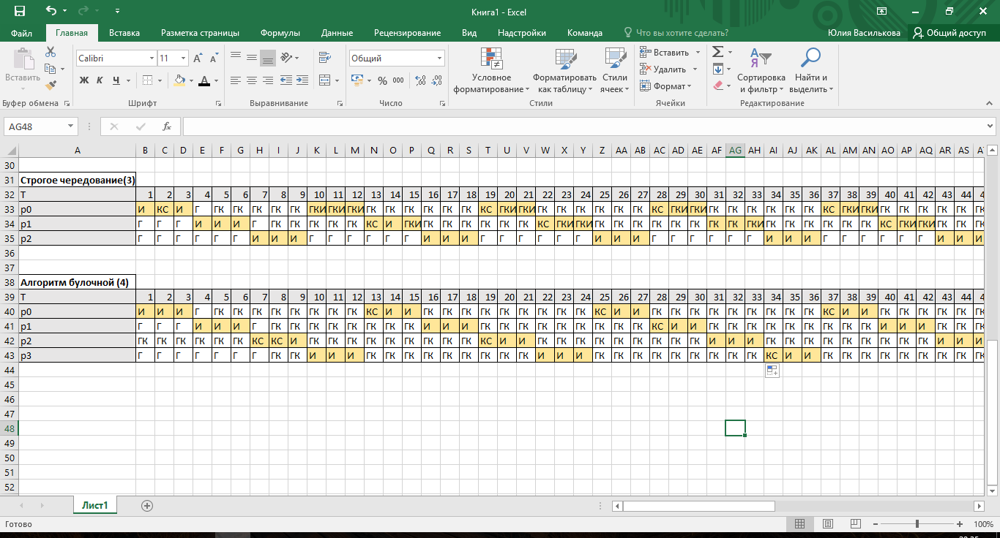 Книга1 - Excel
Файл Главная Вставка Разметка страницы Формулы Данные Рецензирование Вид Надстройки Команда Что вы хотите сделать? Юлия Василькова Общий доступ
Calibri 11 Общий
Вставить
Ж К Ч А % 000
Условное форматирование
Форматировать как таблицу
Стили ячеек
Вставить
Удалить
Формат
Сортировка и фильтр
Найти и выделить
Буфер обмена Шрифт Выравнивание Число Стили Ячейки Редактирование
AG48 fx
A B C D E F G H I J K L M N O P Q R S T U V W X Y Z AA AB AC AD AE AF AG AH AI AJ AK AL AM AN AO AP AQ AR AS
30
31 Строгое чередование(3)
32 T 1 2 3 4 5 6 7 8 9 10 11 12 13 14 15 16 17 18 19 20 21 22 23 24 25 26 27 28 29 30 31 32 33 34 35 36 37 38 39 40 41 42 43 44
33 p0 И КС И Г ГК ГК ГК ГК ГК ГКИ ГКИ ГКИ ГК ГК ГК ГК ГК ГК КС ГКИ ГКИ ГК ГК ГК ГК ГК ГК КС ГКИ ГКИ ГК ГК ГК ГК ГК ГК КС ГКИ ГКИ ГК ГК ГК ГК ГК
34 p1 Г Г Г И И И Г ГК ГК ГК ГК ГК КС И ГКИ ГК ГК ГК ГК ГК ГК КС ГКИ ГКИ ГК ГК ГК ГК ГК ГК ГК ГК ГКИ ГК ГК ГК ГК ГК ГК КС ГКИ ГКИ ГК ГК
35 p2 Г Г Г Г Г Г И И И Г Г Г Г Г Г И И И Г Г Г Г Г Г И И И Г Г Г Г Г Г И И И Г Г Г Г Г Г И И И
36
37
38 Алгоритм булочной (4)
39 T 1 2 3 4 5 6 7 8 9 10 11 12 13 14 15 16 17 18 19 20 21 22 23 24 25 26 27 28 29 30 31 32 33 34 35 36 37 38 39 40 41 42 43 44
40 p0 И И И Г ГК ГК ГК ГК ГК ГК ГК ГК КС И И ГК ГК ГК ГК ГК ГК ГК ГК ГК КС И И ГК ГК ГК ГК ГК ГК ГК ГК ГК КС И И ГК ГК ГК ГК ГК
41 p1 Г Г Г И И И Г ГК ГК ГК ГК ГК ГК ГК ГК И И И ГК ГК ГК ГК ГК ГК ГК ГК ГК КС И И ГК ГК ГК ГК ГК ГК ГК ГК ГК И И И ГК ГК
42 p2 ГК ГК ГК ГК ГК ГК КС КС И ГК ГК ГК ГК ГК ГК ГК ГК ГК КС И И ГК ГК ГК ГК ГК ГК ГК ГК ГК И И И ГК ГК ГК ГК ГК ГК ГК ГК ГК И И И
43 p3 Г Г Г Г Г Г Г ГК ГК И И И ГК ГК ГК ГК ГК ГК ГК ГК ГК И И И ГК ГК ГК ГК ГК ГК ГК ГК ГК КС И И ГК ГК ГК ГК ГК ГК ГК ГК
44
45
46
47
48
49
50
51
52
Лист1
Готово 100%